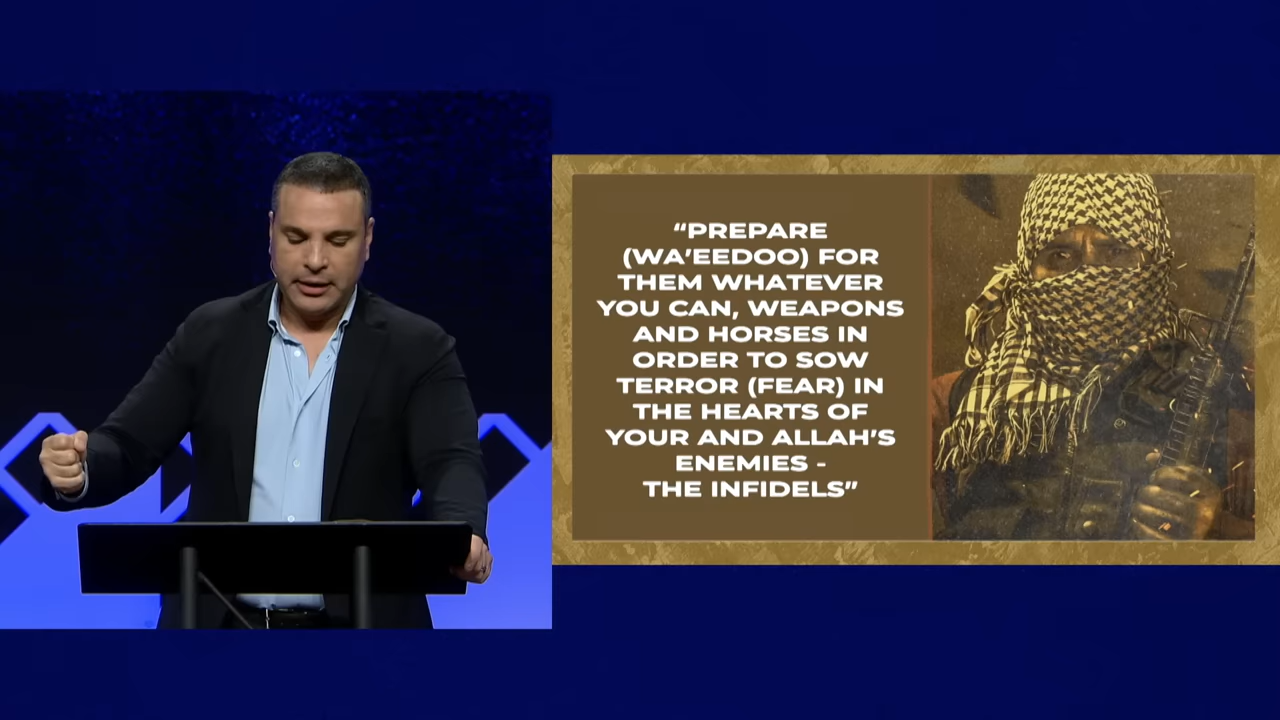 “PREPARE
(WA’EEDOO) FOR
THEM WHATEVER
YOU CAN, WEAPONS
AND HORSES IN
ORDER TO SOW
TERROR (FEAR) IN
THE HEARTS OF
YOUR AND ALLAH’S
ENEMIES -
THE INFIDELS”